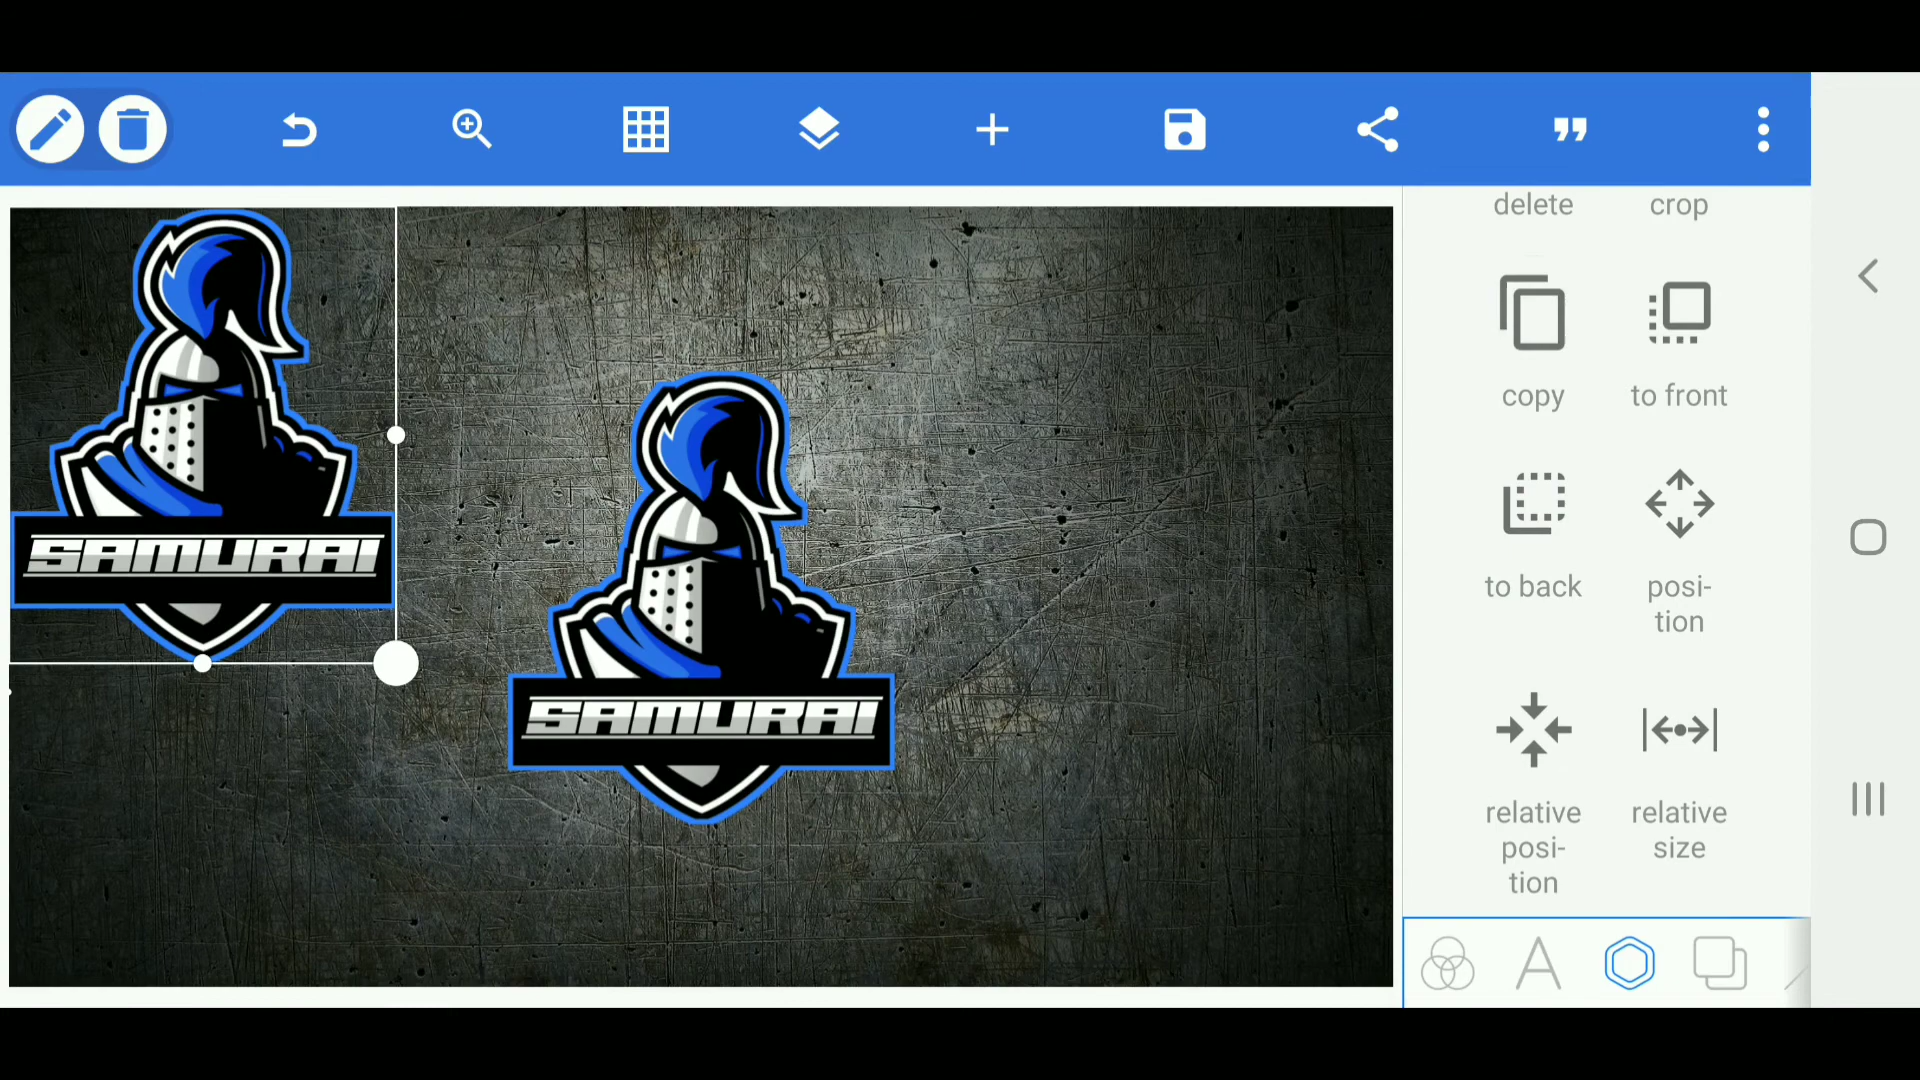 delete
crop
copy
to front
to back
posi-
tion
relative
posi-
tion
relative
size
SAMURAI
SAMURAI